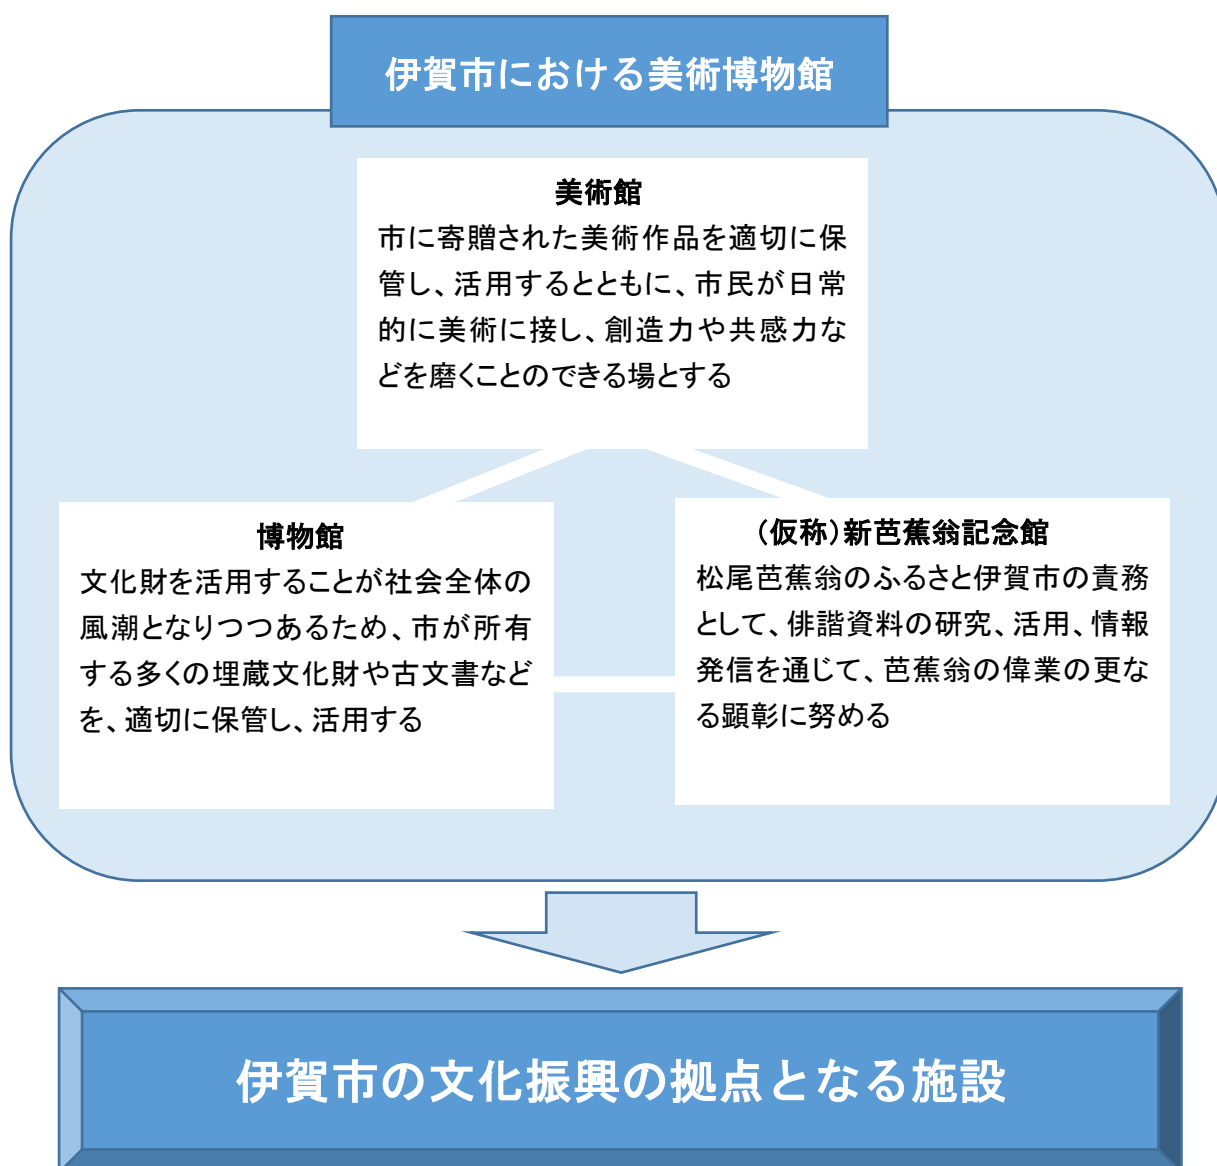 伊賀市における美術博物館
美術館
市に寄贈された美術作品を適切に保
管し、活用するとともに、市民が日常
的に美術に接し、創造力や共感力な
どを磨くことのできる場とする
博物館
文化財を活用することが社会全体の
風潮となりつつあるため、市が所有
する多くの埋蔵文化財や古文書など
を、適切に保管し、活用する
（仮称）新芭蕉翁記念館
松尾芭蕉翁のふるさと伊賀市の責務
として、俳諧資料の研究、活用、情報
発信を通じて、芭蕉翁の偉業の更な
る顕彰に努める
伊賀市の文化振興の拠点となる施設